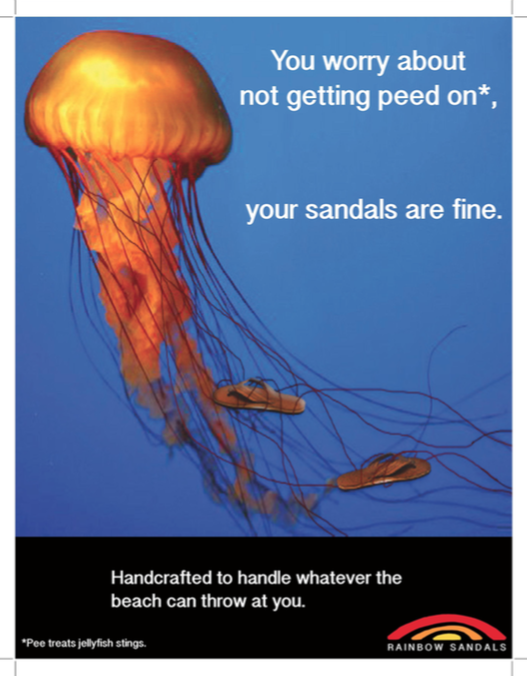 You worry about
not getting peed on*,
your sandals are fine.
Handcrafted to handle whatever the
beach can throw at you.
*Pee treats jellyfish stings.
RAINBOW SANDALS